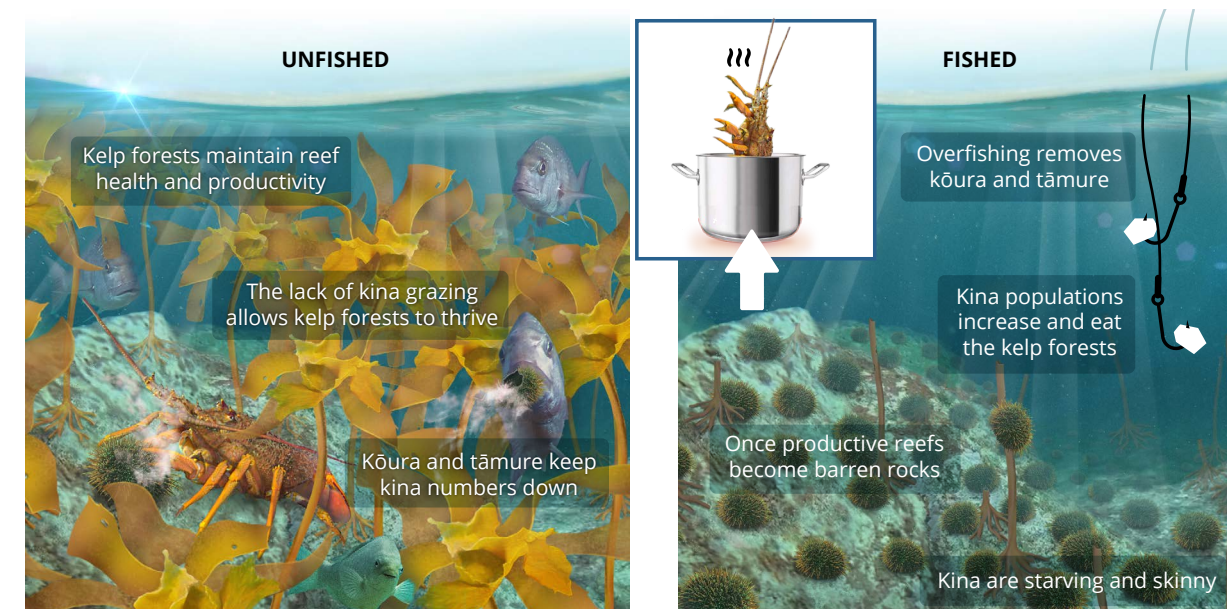 UNFISHED
Kelp forests maintain reef
health and productivity
The lack of kina grazing
allows kelp forests to thrive
Kōura and tāmure keep
kina numbers down
FISHED
Overfishing removes
kōura and tāmure
Kina populations
increase and eat
the kelp forests
Once productive reefs
become barren rocks
Kina are starving and skinny